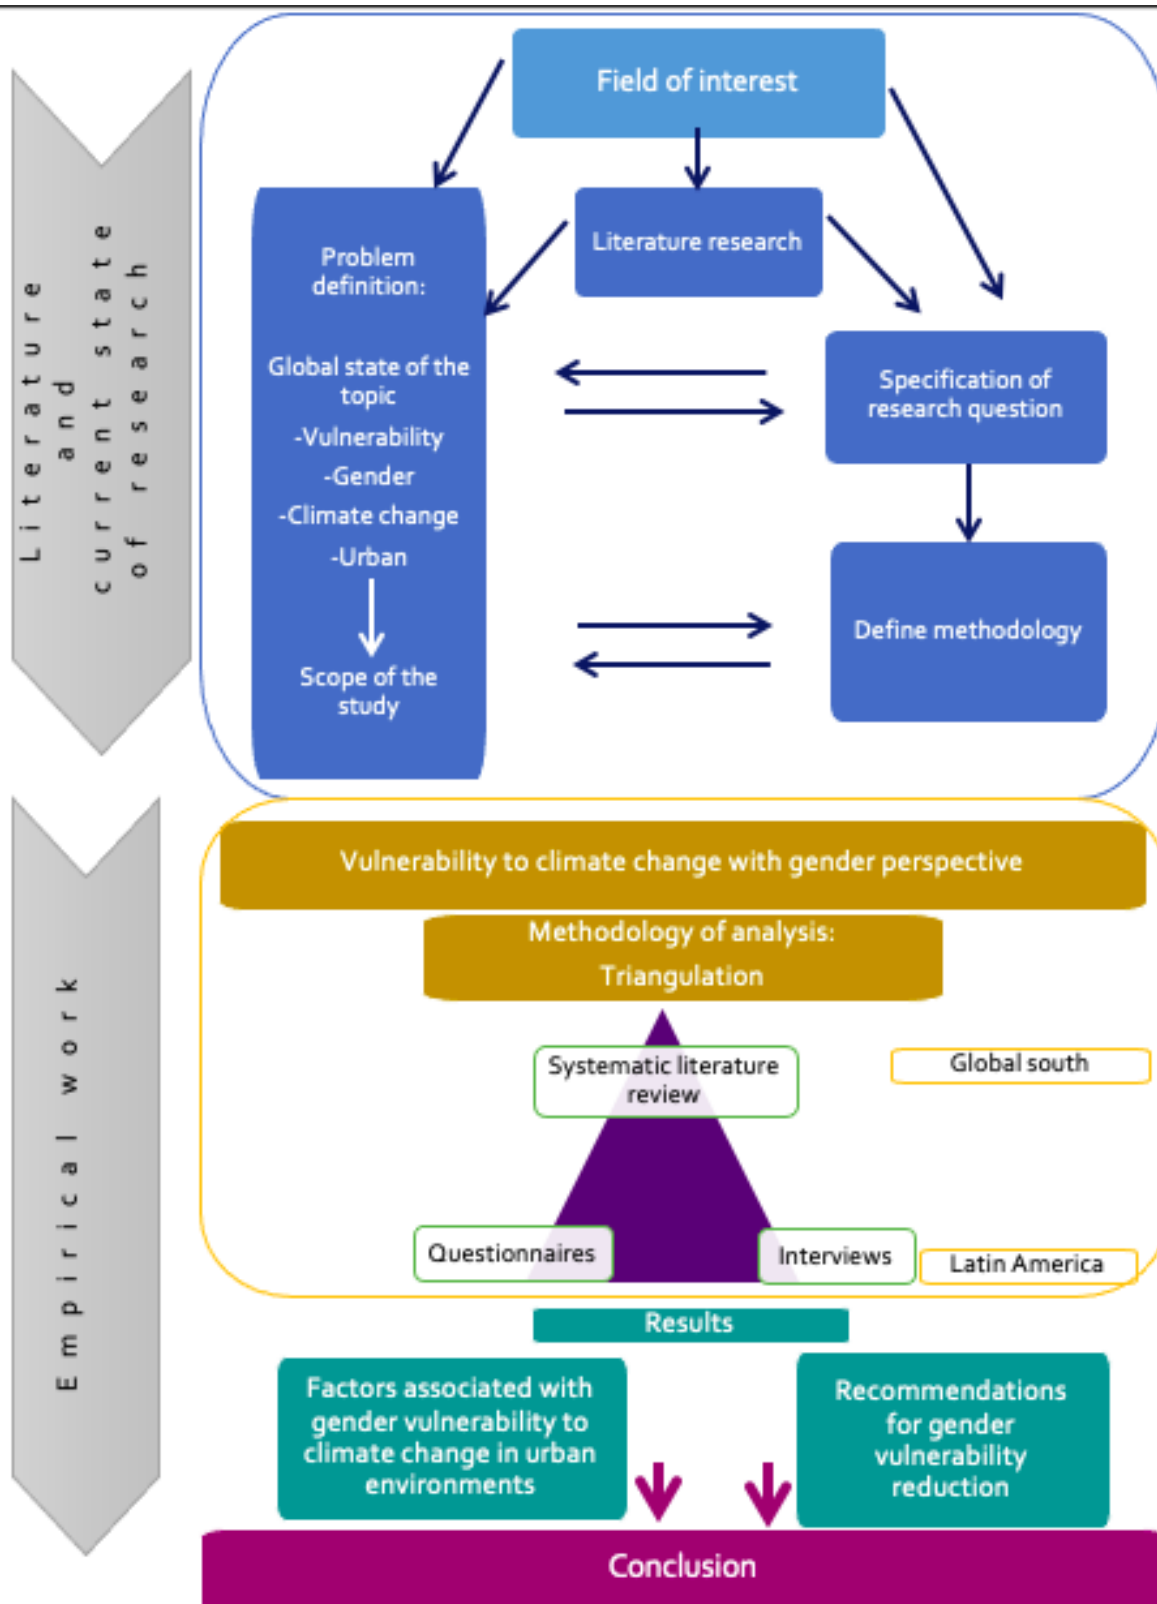 Field of interest
Literature
and
current state
of research
Literature research
Problem
definition:
Global state of the
topic
-Vulnerability
-Gender
-Climate change
-Urban
Scope of the
study
Specification of
research question
Define methodology
Empirical work
Vulnerability to climate change with gender perspective
Methodology of analysis:
Triangulation
Systematic literature
review
Global south
Questionnaires
Interviews
Latin America
Results
Factors associated with
gender vulnerability to
climate change in urban
environments
Recommendations
for gender
vulnerability
reduction
Conclusion